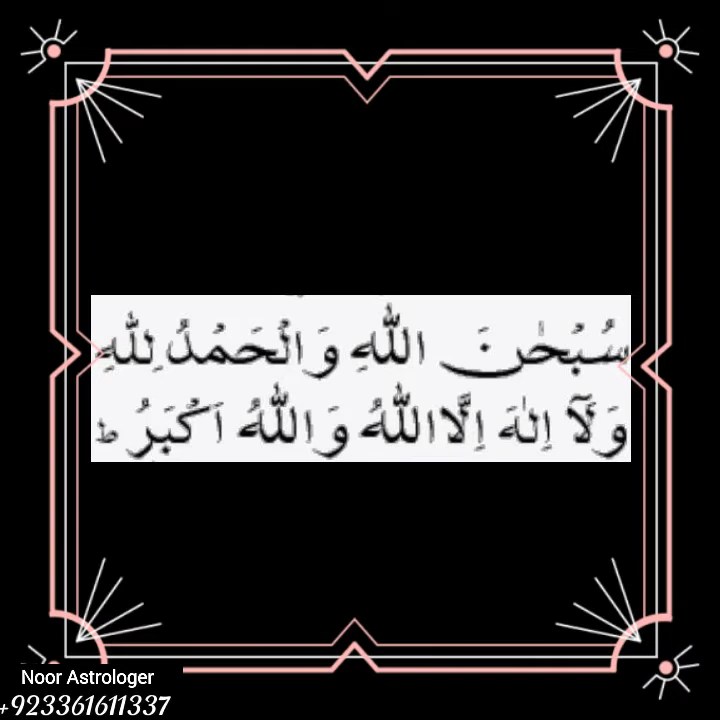 سُبْحٰنَ اللّٰهِ وَالْحَمْدُ لِلّٰهِ
وَلَآ اِلٰهَ اِلَّا اللّٰهُ وَاللّٰهُ اَكْبَرُ ط
Noor Astrologer
+923361611337